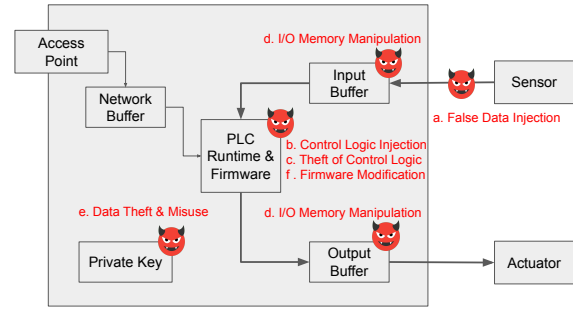 d. I/O Memory Manipulation
Access
Point
Input
Buffer
Sensor
Network
Buffer
a. False Data Injection
PLC
Runtime &
Firmware
b. Control Logic Injection
c. Theft of Control Logic
f . Firmware Modification
e. Data Theft & Misuse
d. I/O Memory Manipulation
Private Key
Output
Buffer
Actuator